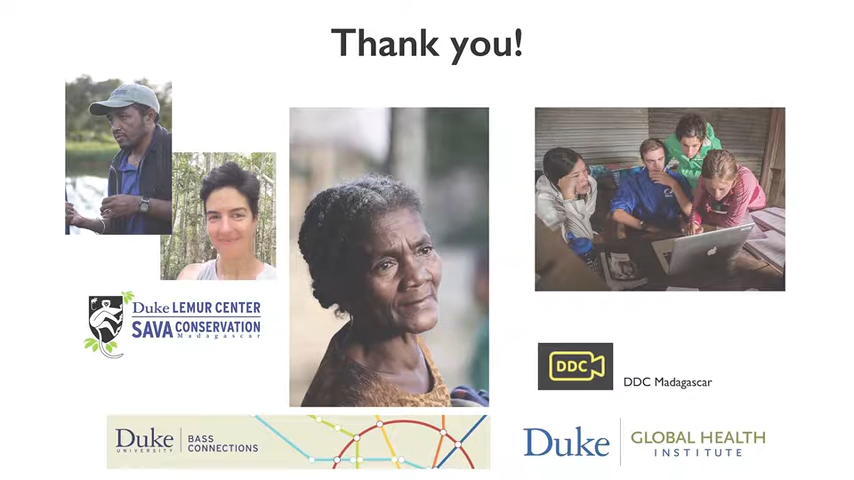 Thank you!
Duke LEMUR CENTER
SAVA CONSERVATION
Madagascar
DDC
DDC Madagascar
Duke
UNIVERSITY
BASS
CONNECTIONS
Duke
GLOBAL HEALTH
INSTITUTE